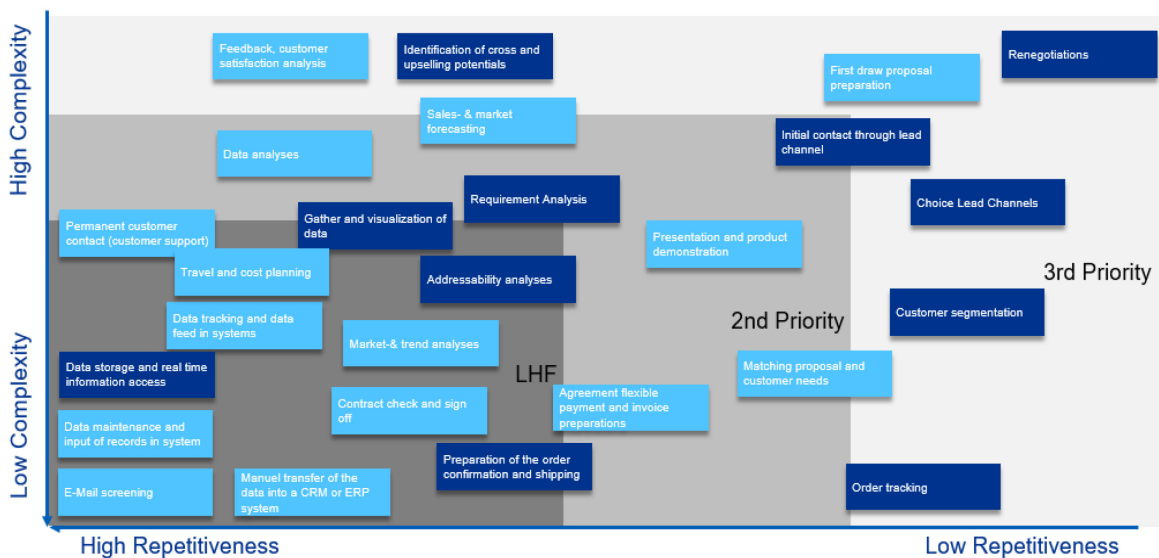 High Complexity
Low Complexity
Feedback, customer
satisfaction analysis
Identification of cross and
upselling potentials
First draw proposal
preparation
Renegotiations
Sales- & market
forecasting
Data analyses
Initial contact through lead
channel
Requirement Analysis
Choice Lead Channels
Permanent customer
contact (customer support)
Gather and visualization of
data
Presentation and product
demonstration
Travel and cost planning
Addressability analyses
3rd Priority
Data tracking and data
feed in systems
Customer segmentation
2nd Priority
Market-& trend analyses
Data storage and real time
information access
LHF
Matching proposal and
customer needs
Contract check and sign
off
Agreement flexible
payment and invoice
preparations
Data maintenance and
input of records in system
Preparation of the order
confirmation and shipping
E-Mail screening
Manuel transfer of the
data into a CRM or ERP
system
Order tracking
High Repetitiveness
Low Repetitiveness